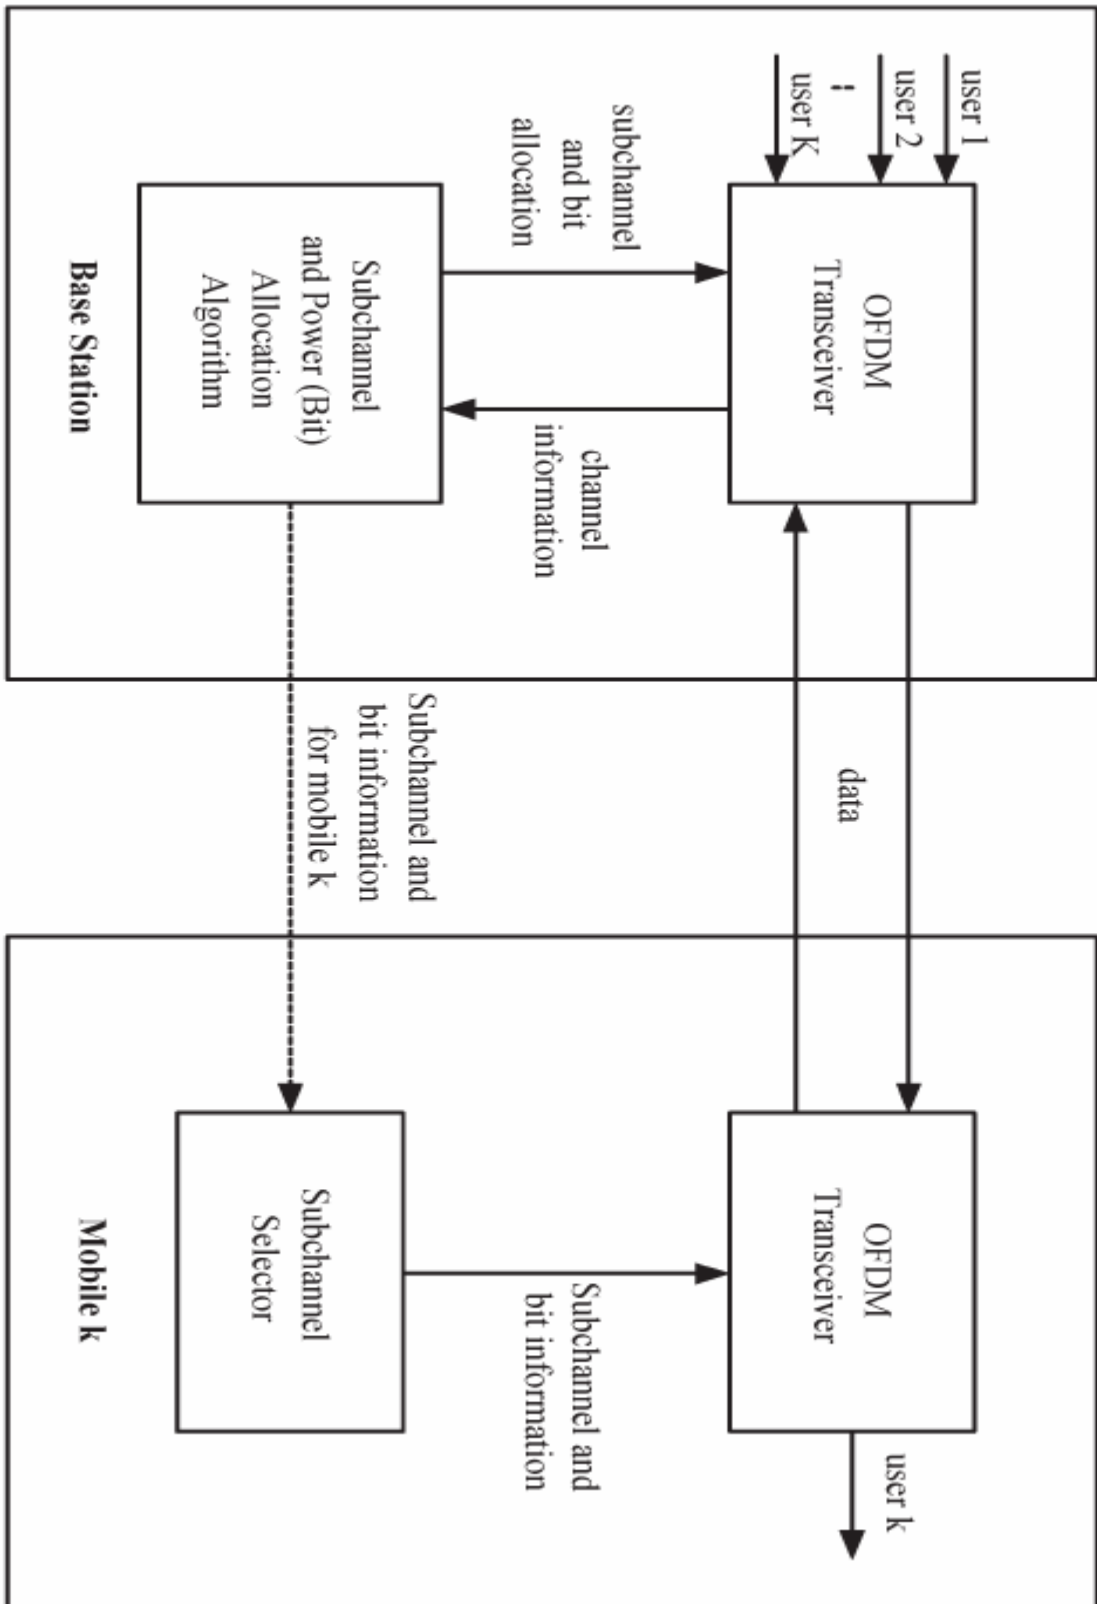 user 1
user 2
user K
OFDM
Transceiver
subchannel
and bit
allocation
channel
information
Subchannel
and Power (Bit)
Allocation
Algorithm
Base Station
data
Subchannel and
bit information
for mobile k
OFDM
Transceiver
user k
Subchannel and
bit information
Subchannel
Selector
Mobile k